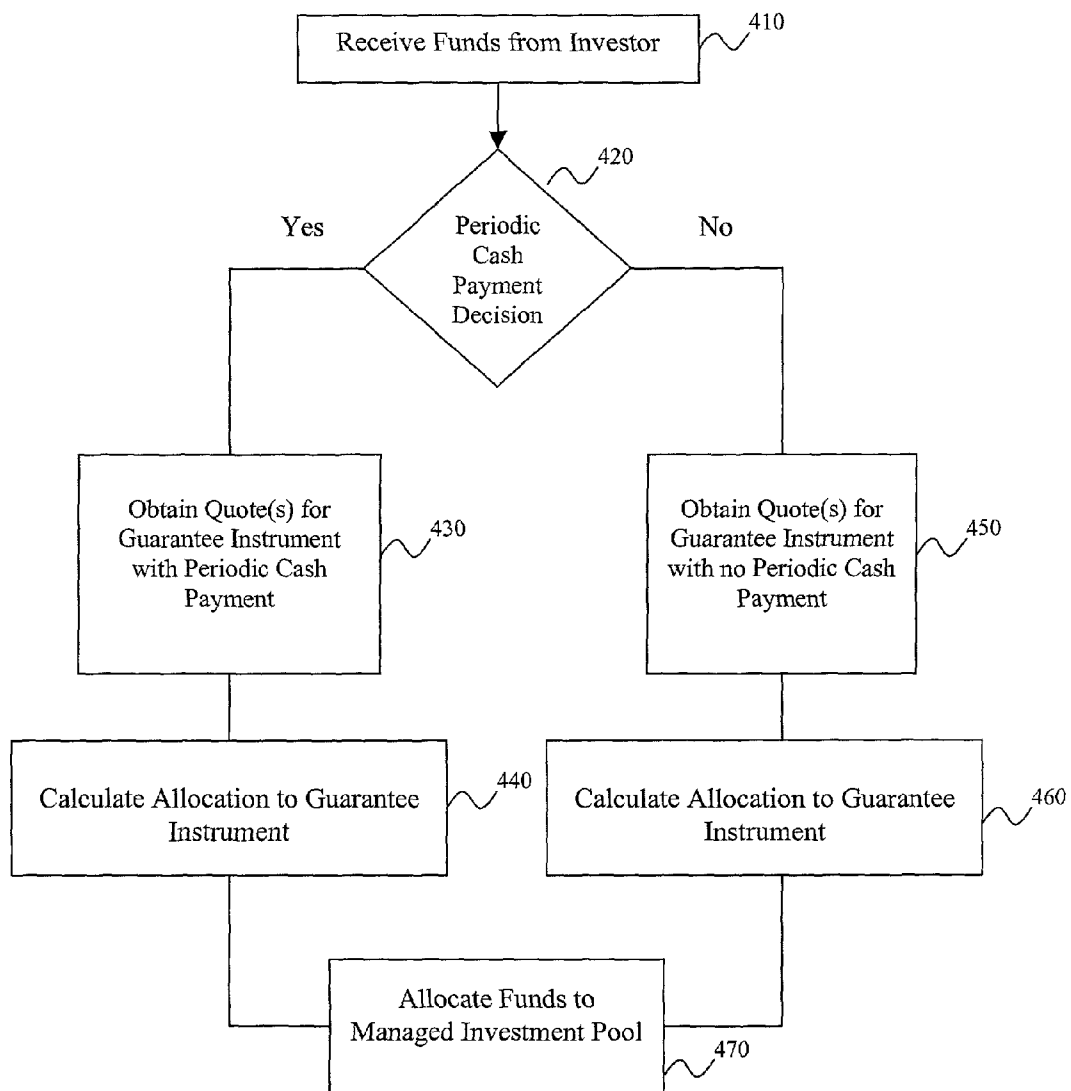 Receive Funds from Investor
410
420
Yes
No
Periodic
Cash
Payment
Decision
Obtain Quote(s) for
Guarantee Instrument
with Periodic Cash
Payment
430
Obtain Quote(s) for
Guarantee Instrument
with no Periodic Cash
Payment
450
Calculate Allocation to Guarantee
Instrument
440
Calculate Allocation to Guarantee
Instrument
460
Allocate Funds to
Managed Investment Pool
470